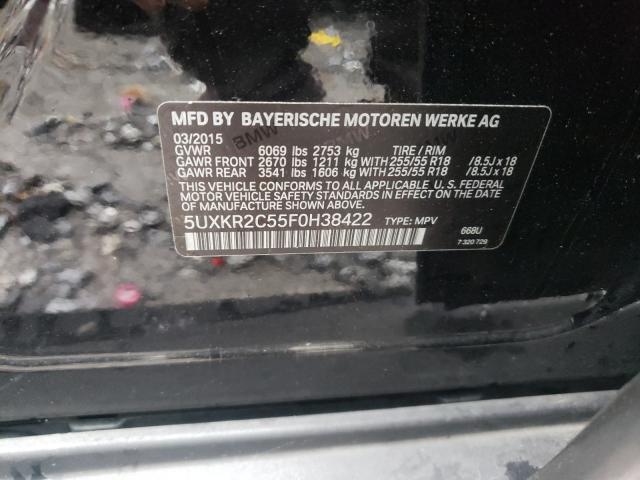 MFD BY BAYERISCHE MOTOREN WERKE AG
03/2015
GVWR 6069 lbs 2753 kg TIRE / RIM
GAWR FRONT 2670 lbs 1211 kg WITH 255/55 R18 /8.5J x 18
GAWR REAR 3541 lbs 1606 kg WITH 255/55 R18 /8.5J x 18
THIS VEHICLE CONFORMS TO ALL APPLICABLE U.S. FEDERAL
MOTOR VEHICLE SAFETY STANDARDS IN EFFECT ON THE DATE OF
MANUFACTURE SHOWN ABOVE.
5UXKR2C55F0H38422 TYPE: MPV
668U
7 320 729
BMW
BMW